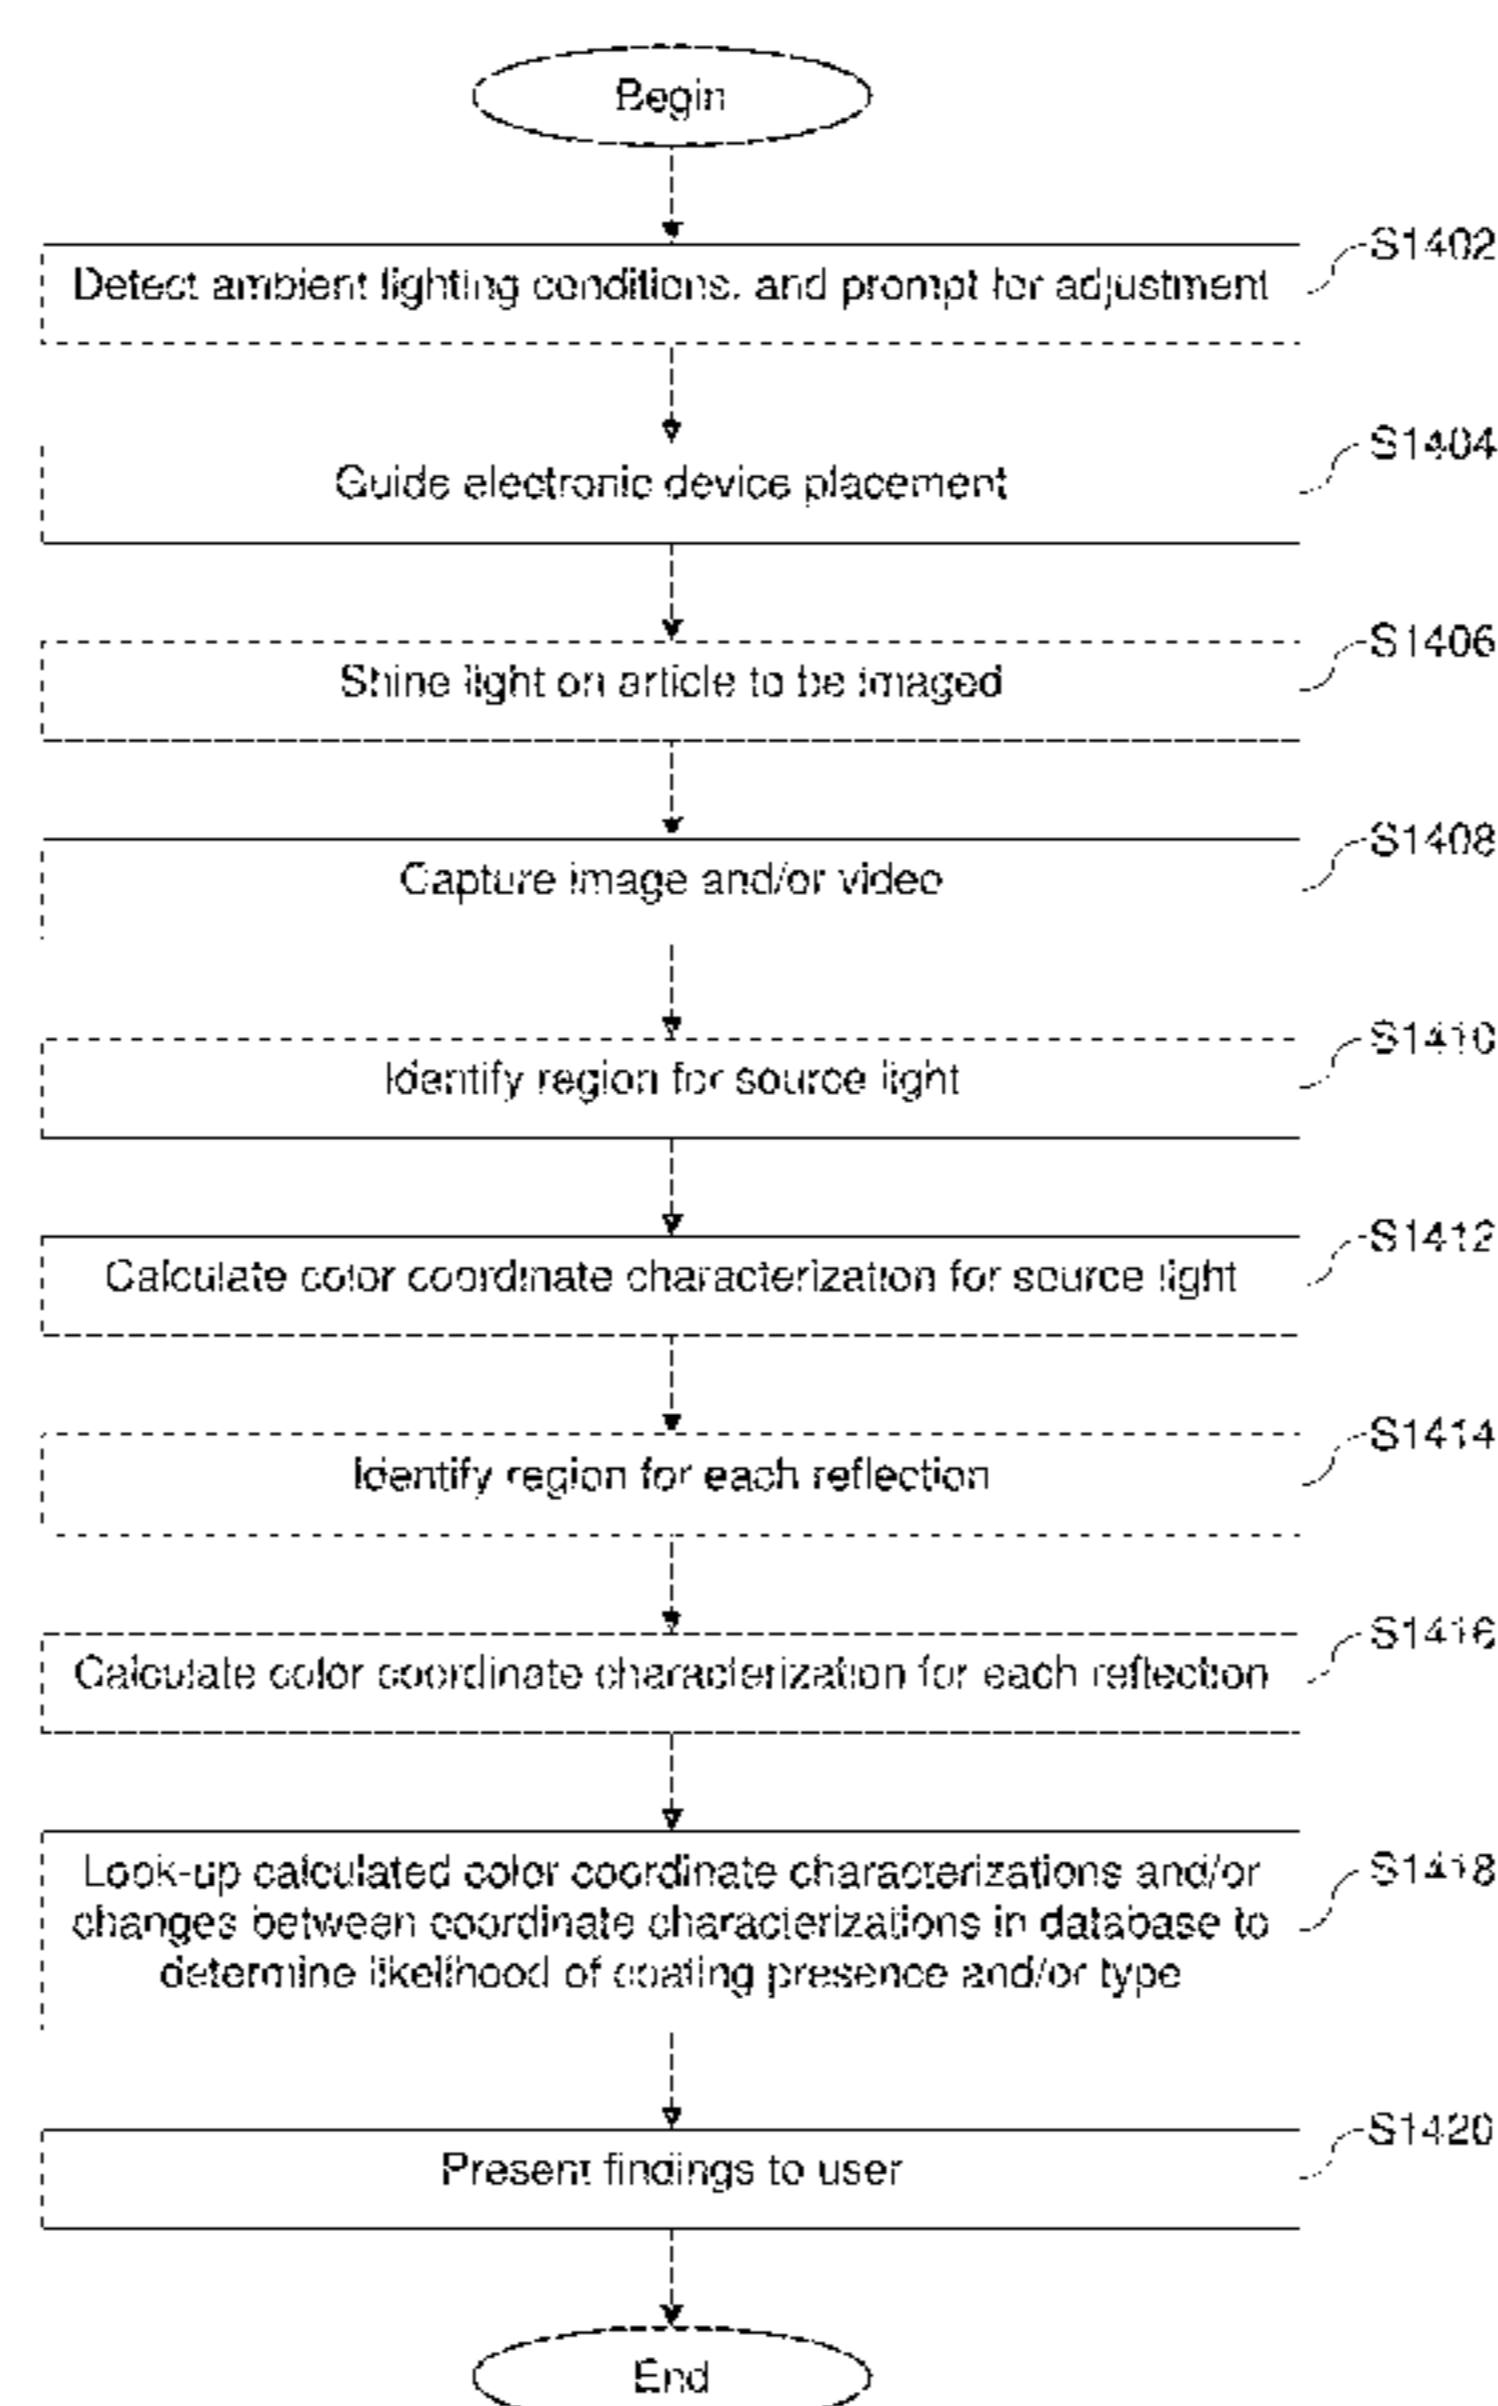 Begin
S1402
Detect ambient lighting conditions, and prompt for adjustment
S1404
Guide electronic device placement
S1406
Shine light on article to be imaged
S1408
Capture image and/or video
S1410
Identify region for source light
S1412
Calculate color coordinate characterization for source light
S1414
Identify region for each reflection
S1416
Calculate color coordinate characterization for each reflection
S1418
Look-up calculated color coordinate characterizations and/or
changes between coordinate characterizations in database to
determine likelihood of coating presence and/or type
S1420
Present findings to user
End